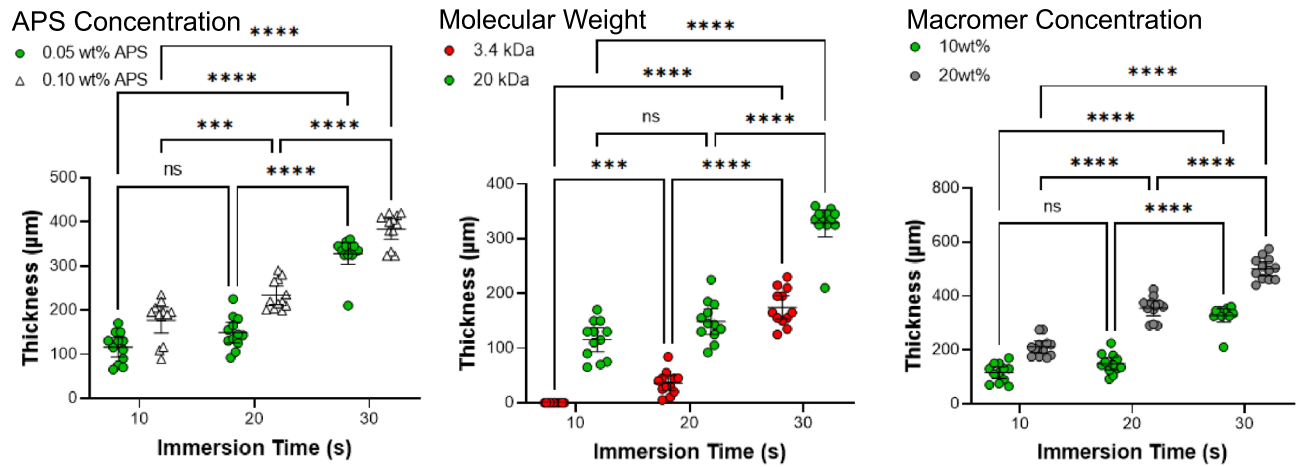 APS Concentration
0.05 wt% APS
0.10 wt% APS
****
****
***
****
ns
****
500
400
300
200
100
0
10
20
30
Thickness (µm)
Immersion Time (s)
Molecular Weight
3.4 kDa
20 kDa
****
****
ns
****
***
****
400
300
200
100
0
10
20
30
Thickness (µm)
Immersion Time (s)
Macromer Concentration
10wt%
20wt%
****
****
****
****
ns
****
800
600
400
200
0
10
20
30
Thickness (µm)
Immersion Time (s)